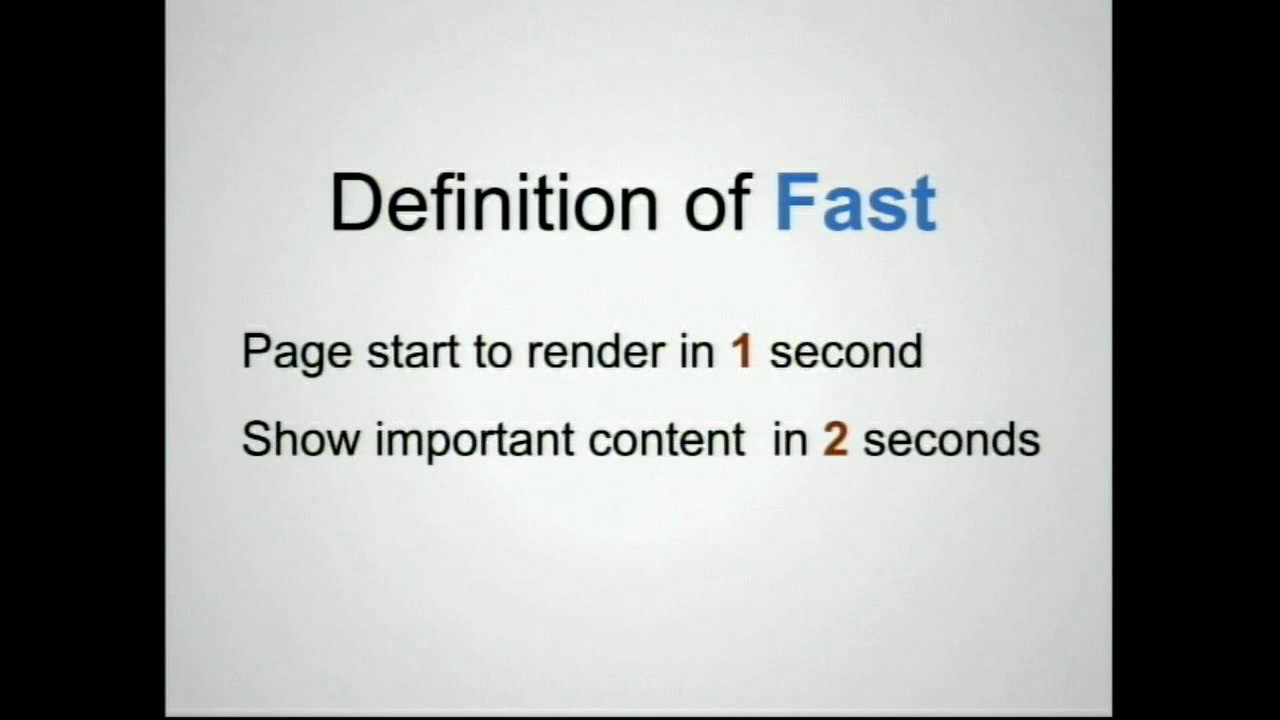 Definition of Fast
Page start to render in 1 second
Show important content in 2 seconds